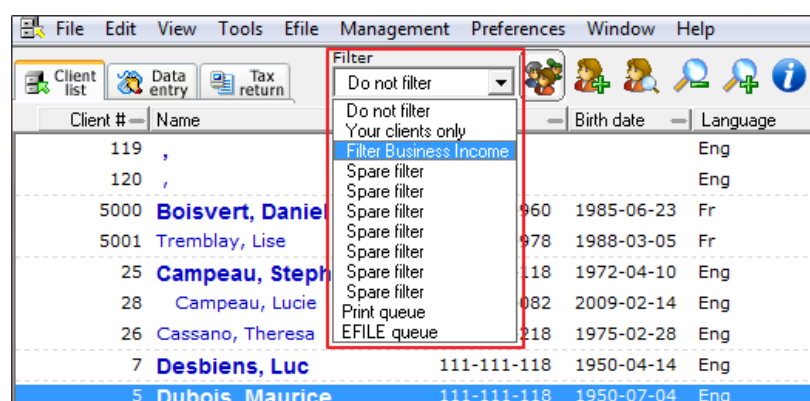 File Edit View Tools Efile Management Preferences Window Help
Filter
Client list
Data entry
Tax return
Do not filter
Client # Name Birth date Language
Do not filter
Your clients only
Filter Business Income
Spare filter
Spare filter
Spare filter
Spare filter
Spare filter
Spare filter
Spare filter
Print queue
EFILE queue
119 , Eng
120 , Eng
5000 Boisvert, Daniel 960 1985-06-23 Fr
5001 Tremblay, Lise 978 1988-03-05 Fr
25 Campeau, Steph 118 1972-04-10 Eng
28 Campeau, Lucie 082 2009-02-14 Eng
26 Cassano, Theresa 218 1975-02-28 Eng
7 Desbiens, Luc 111-111-118 1950-04-14 Eng
5 Dubois, Maurice 111-111-118 1950-07-04 Eng